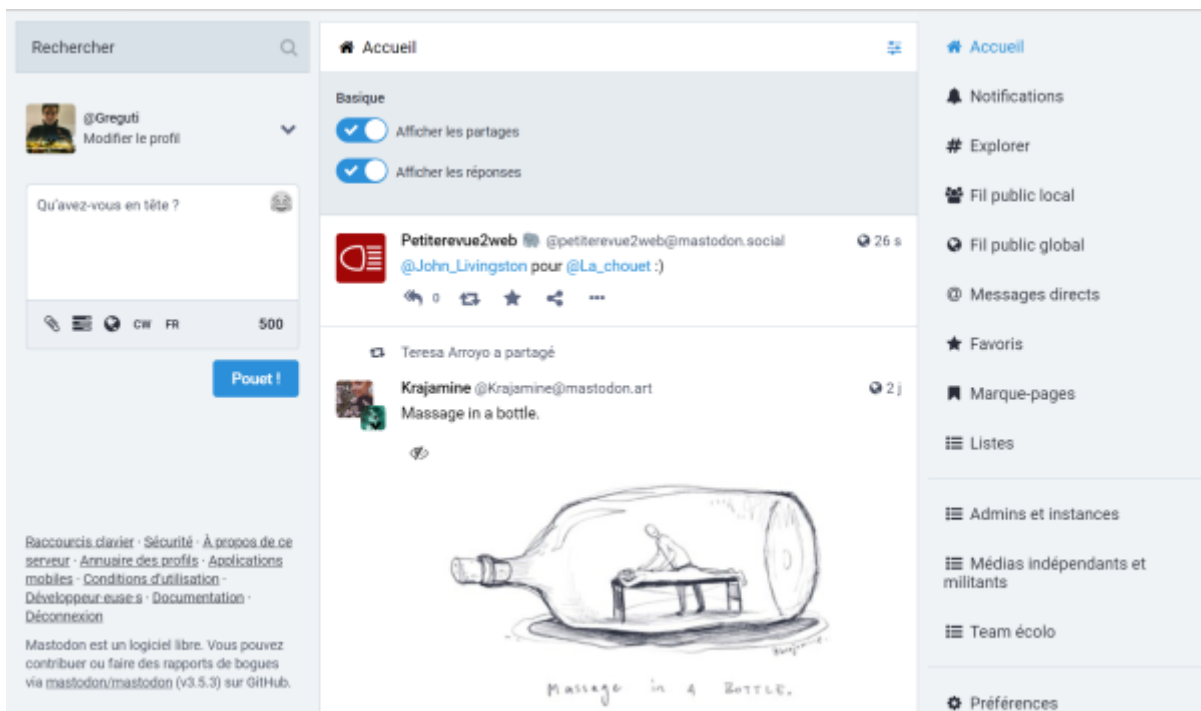 Rechercher
@Greguti
Modifier le profil
Qu'avez-vous en tête ?
CW FR 500
Pouet !
Raccourcis clavier · Sécurité · À propos de ce
serveur · Annuaire des profils · Applications
mobiles · Conditions d'utilisation ·
Développeur·euse·s · Documentation ·
Déconnexion
Mastodon est un logiciel libre. Vous pouvez
contribuer ou faire des rapports de bogues
via mastodon/mastodon (v3.5.3) sur GitHub.
Accueil
Basique
Afficher les partages
Afficher les réponses
Petiterevue2web @petiterevue2web@mastodon.social 26 s
@John_Livingston pour @La_chouet :)
0
Teresa Arroyo a partagé
Krajamine @Krajamine@mastodon.art 2 j
Massage in a bottle.
Massage in a BOTTLE.
Accueil
Notifications
# Explorer
Fil public local
Fil public global
@ Messages directs
Favoris
Marque-pages
Listes
Admins et instances
Médias indépendants et
militants
Team écolo
Préférences